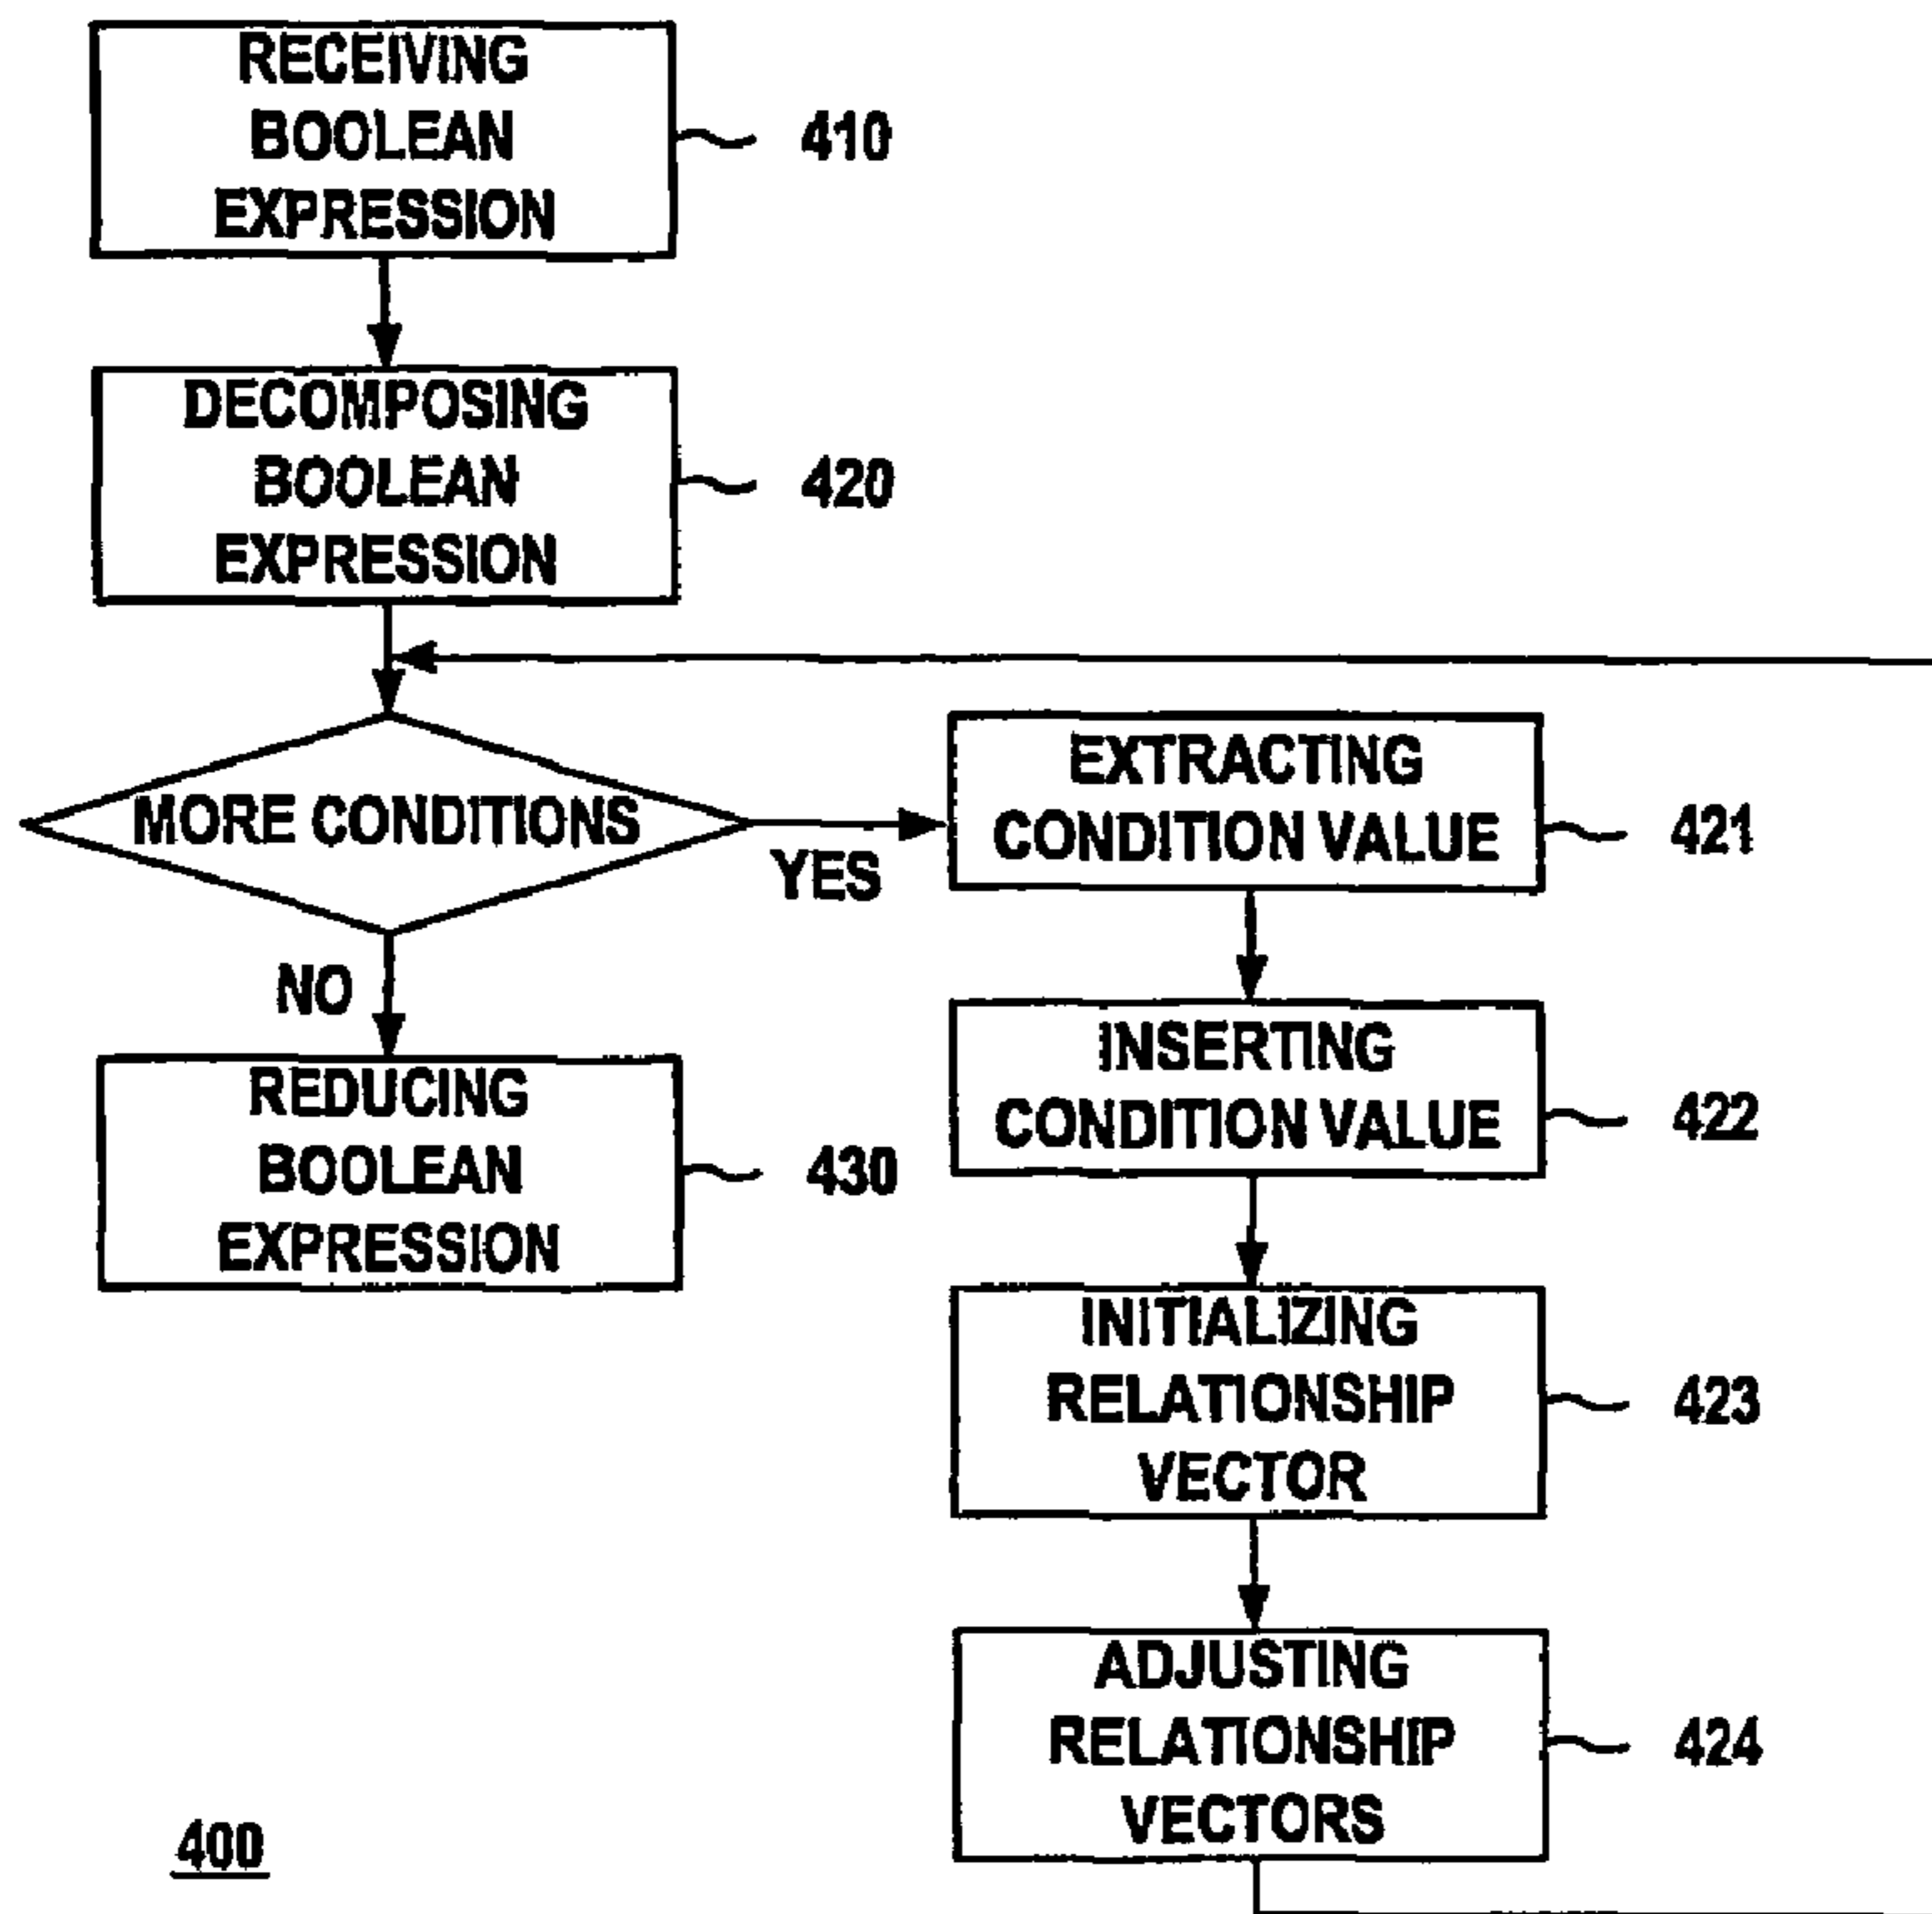 RECEIVING
BOOLEAN
EXPRESSION
410
DECOMPOSING
BOOLEAN
EXPRESSION
420
MORE CONDITIONS
YES
NO
EXTRACTING
CONDITION VALUE
421
INSERTING
CONDITION VALUE
422
REDUCING
BOOLEAN
EXPRESSION
430
INITIALIZING
RELATIONSHIP
VECTOR
423
ADJUSTING
RELATIONSHIP
VECTORS
424
400